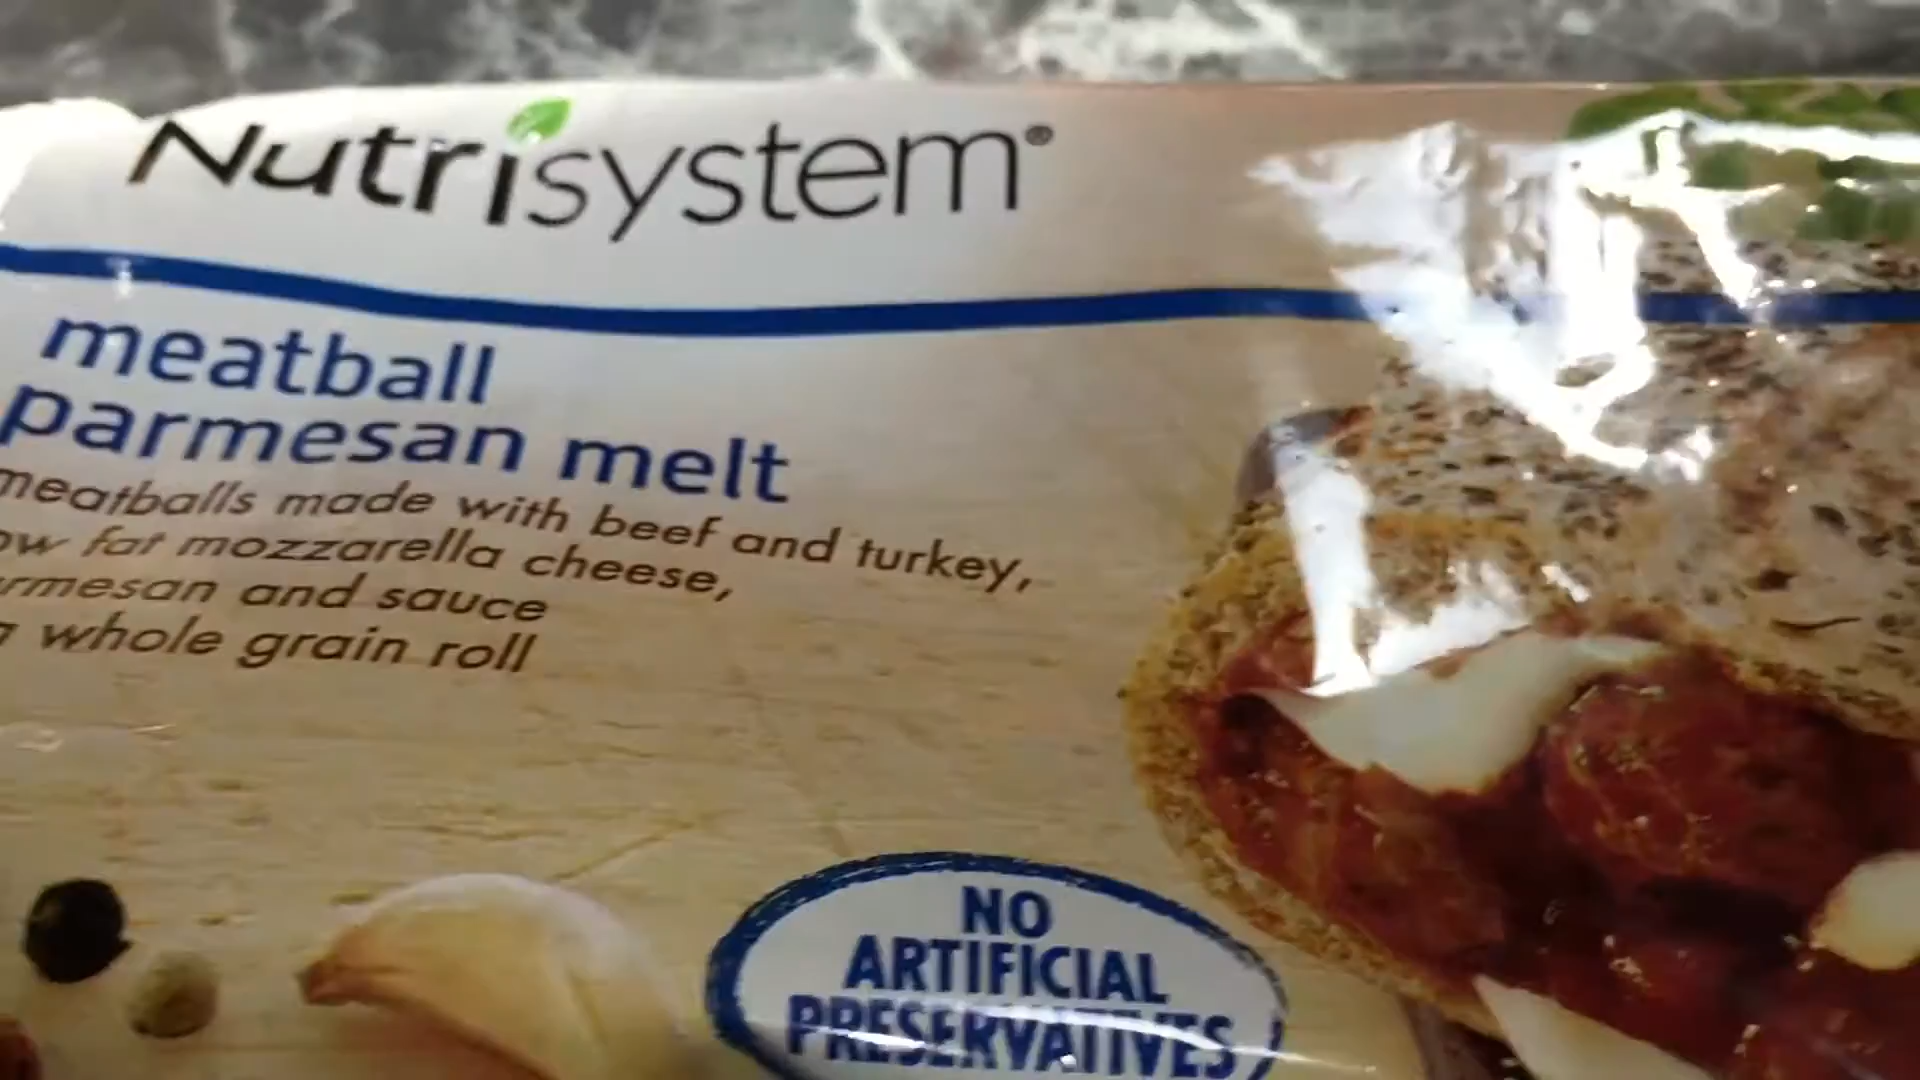 Nutrisystem®
meatball
parmesan melt
meatballs made with beef and turkey,
ow fat mozzarella cheese,
rmesan and sauce
whole grain roll
NO
ARTIFICIAL
PRESERVATIVES